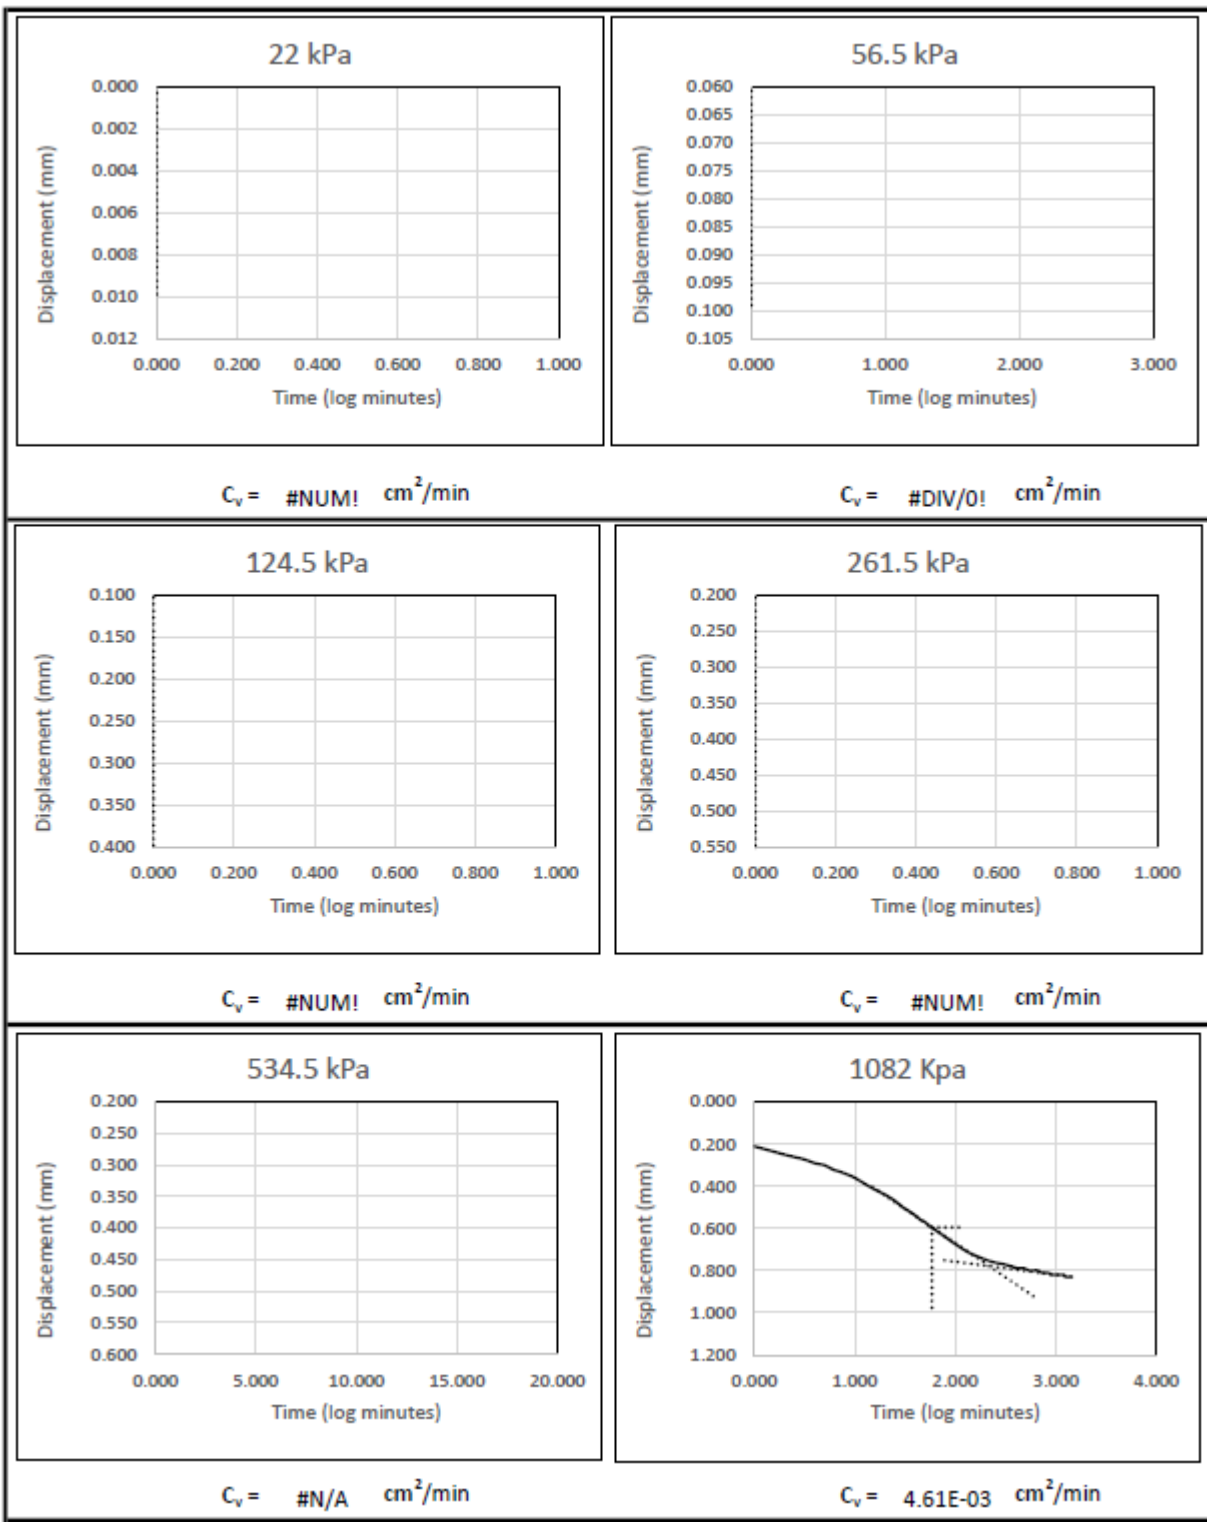 22 kPa
Displacement (mm)
0.000
0.002
0.004
0.006
0.008
0.010
0.012
0.000 0.200 0.400 0.600 0.800 1.000
Time (log minutes)
Cv = #NUM! cm²/min
56.5 kPa
Displacement (mm)
0.060
0.065
0.070
0.075
0.080
0.085
0.090
0.095
0.100
0.105
0.000 1.000 2.000 3.000
Time (log minutes)
Cv = #DIV/0! cm²/min
124.5 kPa
Displacement (mm)
0.100
0.150
0.200
0.250
0.300
0.350
0.400
0.000 0.200 0.400 0.600 0.800 1.000
Time (log minutes)
Cv = #NUM! cm²/min
261.5 kPa
Displacement (mm)
0.200
0.250
0.300
0.350
0.400
0.450
0.500
0.550
0.000 0.200 0.400 0.600 0.800 1.000
Time (log minutes)
Cv = #NUM! cm²/min
534.5 kPa
Displacement (mm)
0.200
0.250
0.300
0.350
0.400
0.450
0.500
0.550
0.600
0.000 5.000 10.000 15.000 20.000
Time (log minutes)
Cv = #N/A cm²/min
1082 Kpa
Displacement (mm)
0.000
0.200
0.400
0.600
0.800
1.000
1.200
0.000 1.000 2.000 3.000 4.000
Time (log minutes)
Cv = 4.61E-03 cm²/min